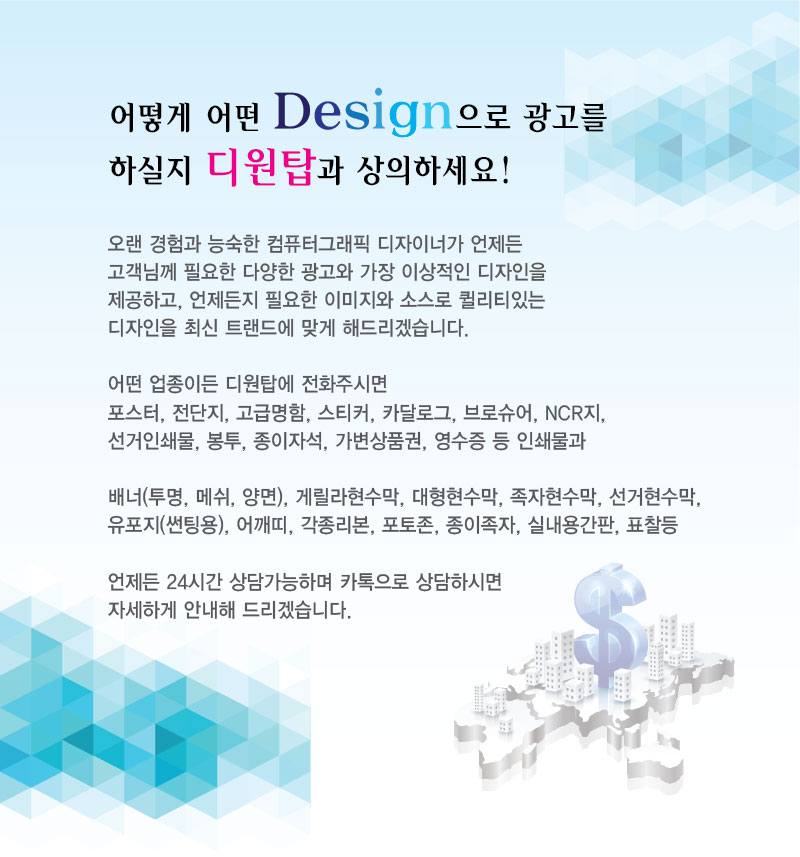 어떻게 어떤 Design으로 광고를
하실지 디원탑과 상의하세요!
오랜 경험과 능숙한 컴퓨터그래픽 디자이너가 언제든
고객님께 필요한 다양한 광고와 가장 이상적인 디자인을
제공하고, 언제든지 필요한 이미지와 소스로 퀄리티있는
디자인을 최신 트랜드에 맞게 해드리겠습니다.
어떤 업종이든 디원탑에 전화주시면
포스터, 전단지, 고급명함, 스티커, 카달로그, 브로슈어, NCR지,
선거인쇄물, 봉투, 종이자석, 가변상품권, 영수증 등 인쇄물과
배너(투명, 메쉬, 양면), 게릴라현수막, 대형현수막, 족자현수막, 선거현수막,
유포지(썬팅용), 어깨띠, 각종리본, 포토존, 종이족자, 실내용간판, 표찰등
언제든 24시간 상담가능하며 카톡으로 상담하시면
자세하게 안내해 드리겠습니다.
$